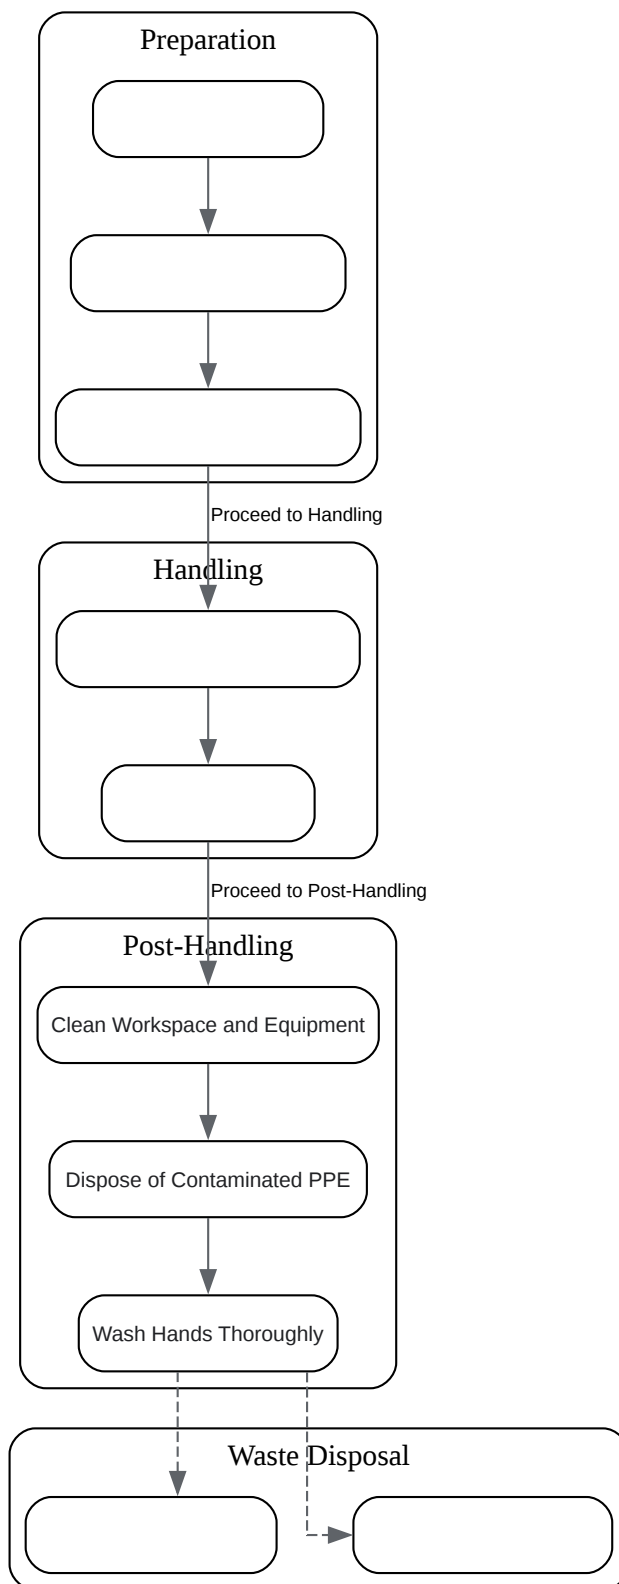 Preparation
Proceed to Handling
Handling
Proceed to Post-Handling
Post-Handling
Clean Workspace and Equipment
Dispose of Contaminated PPE
Wash Hands Thoroughly
Waste Disposal